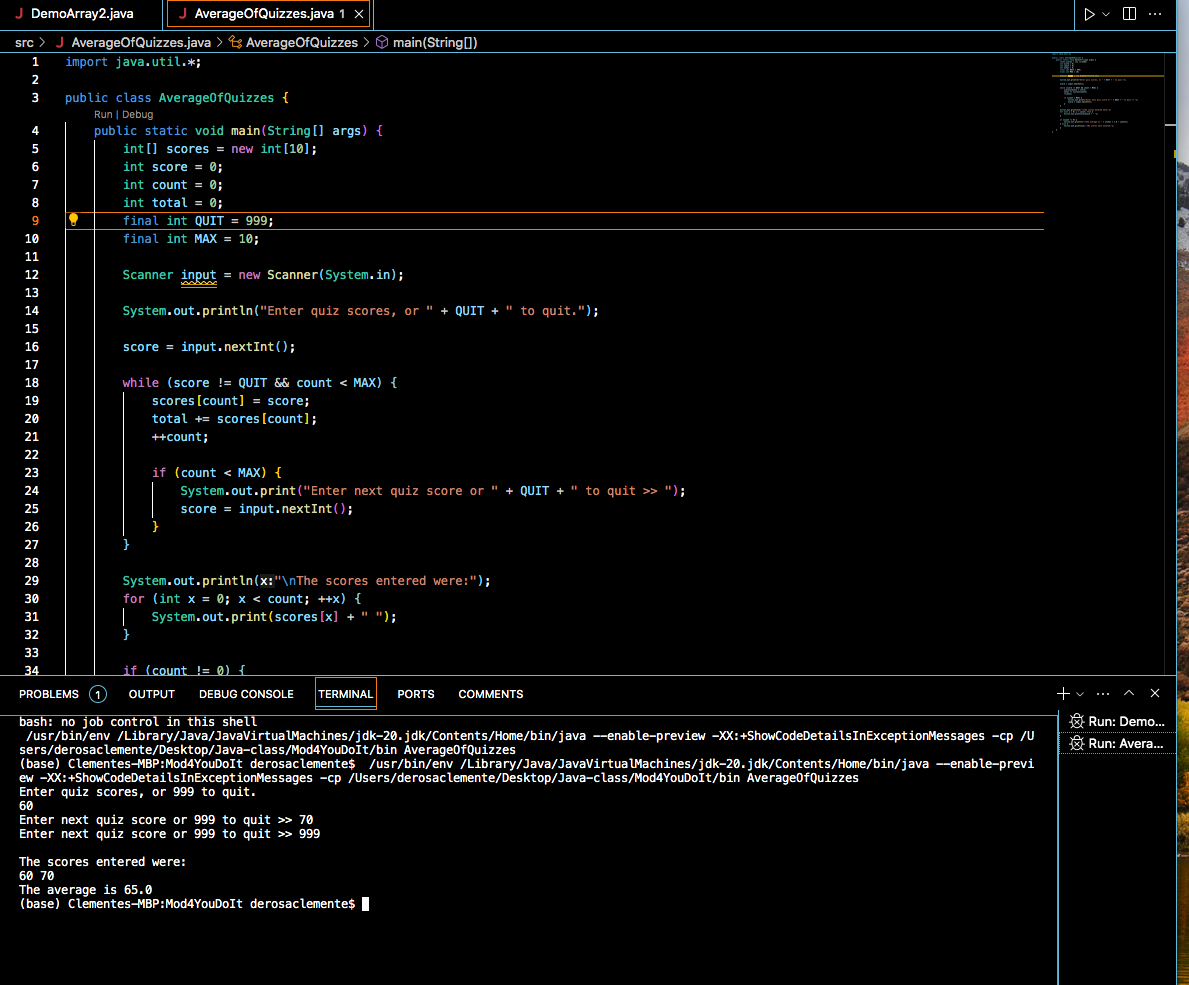 DemoArray2.java
AverageOfQuizzes.java 1
src > AverageOfQuizzes.java > AverageOfQuizzes > main(String[])
1 import java.util.*;
2
3 public class AverageOfQuizzes {
Run | Debug
4 public static void main(String[] args) {
5 int[] scores = new int[10];
6 int score = 0;
7 int count = 0;
8 int total = 0;
9 final int QUIT = 999;
10 final int MAX = 10;
11
12 Scanner input = new Scanner(System.in);
13
14 System.out.println("Enter quiz scores, or " + QUIT + " to quit.");
15
16 score = input.nextInt();
17
18 while (score != QUIT && count < MAX) {
19 scores[count] = score;
20 total += scores[count];
21 ++count;
22
23 if (count < MAX) {
24 System.out.print("Enter next quiz score or " + QUIT + " to quit >> ");
25 score = input.nextInt();
26 }
27 }
28
29 System.out.println(x:"\nThe scores entered were:");
30 for (int x = 0; x < count; ++x) {
31 System.out.print(scores[x] + " ");
32 }
33
34 if (count != 0) {
PROBLEMS 1 OUTPUT DEBUG CONSOLE TERMINAL PORTS COMMENTS
bash: no job control in this shell
/usr/bin/env /Library/Java/JavaVirtualMachines/jdk-20.jdk/Contents/Home/bin/java --enable-preview -XX:+ShowCodeDetailsInExceptionMessages -cp /U
sers/derosaclemente/Desktop/Java-class/Mod4YouDoIt/bin AverageOfQuizzes
(base) Clementes-MBP:Mod4YouDoIt derosaclemente$  /usr/bin/env /Library/Java/JavaVirtualMachines/jdk-20.jdk/Contents/Home/bin/java --enable-previ
ew -XX:+ShowCodeDetailsInExceptionMessages -cp /Users/derosaclemente/Desktop/Java-class/Mod4YouDoIt/bin AverageOfQuizzes
Enter quiz scores, or 999 to quit.
60
Enter next quiz score or 999 to quit >> 70
Enter next quiz score or 999 to quit >> 999

The scores entered were:
60 70
The average is 65.0
(base) Clementes-MBP:Mod4YouDoIt derosaclemente$
Run: Demo...
Run: Avera...